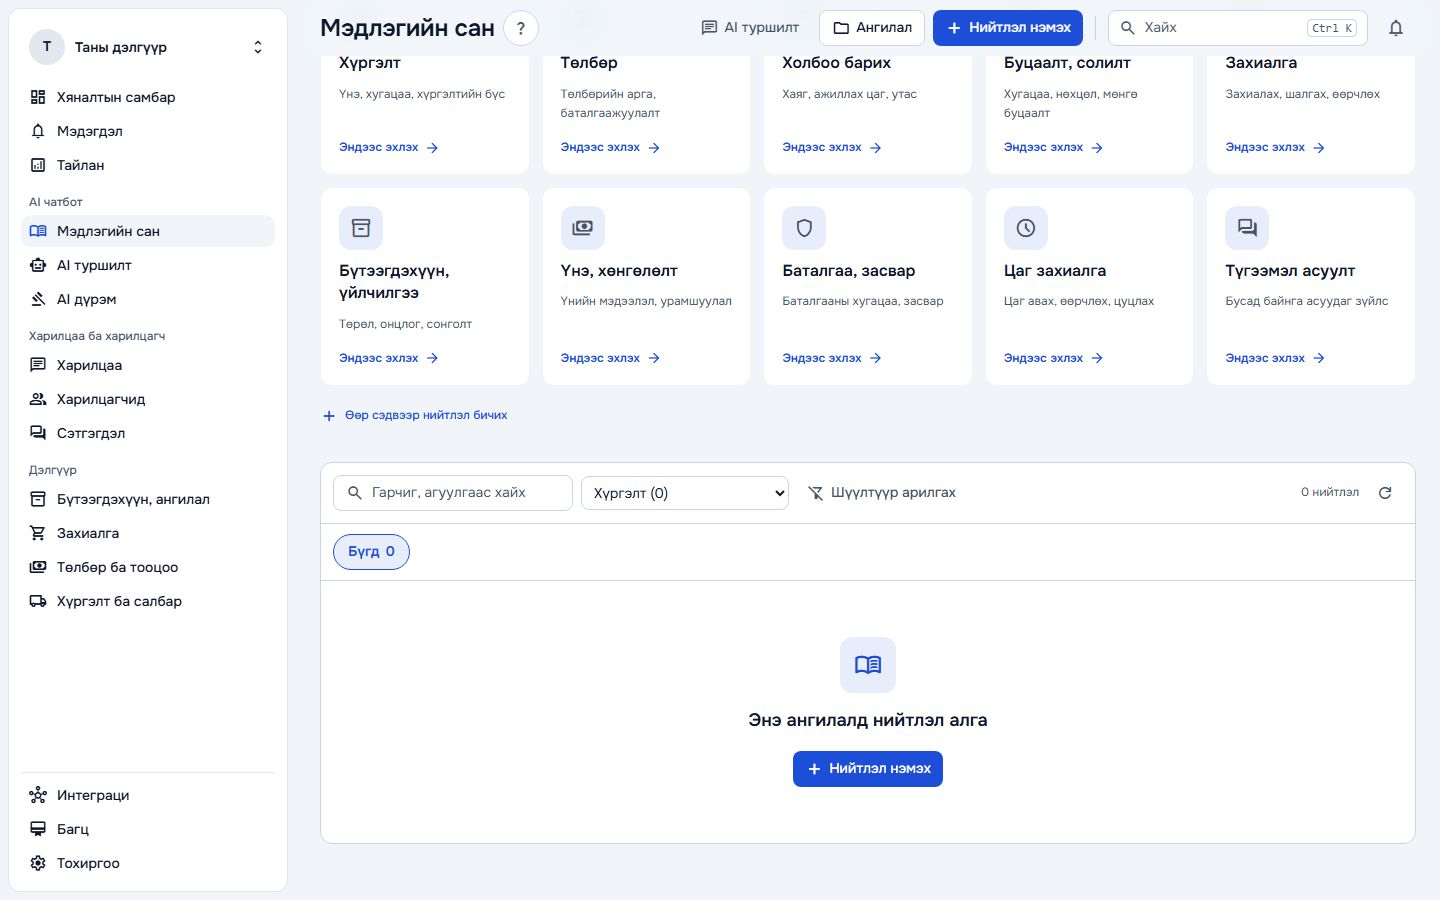 Т Таны дэлгүүр
Хяналтын самбар
Мэдэгдэл
Тайлан
AI чатбот
Мэдлэгийн сан
AI туршилт
AI дүрэм
Харилцаа ба харилцагч
Харилцаа
Харилцагчид
Сэтгэгдэл
Дэлгүүр
Бүтээгдэхүүн, ангилал
Захиалга
Төлбөр ба тооцоо
Хүргэлт ба салбар
Интеграци
Багц
Тохиргоо
Мэдлэгийн сан ? AI туршилт Ангилал + Нийтлэл нэмэх Хайх Ctrl K
Хүргэлт
Үнэ, хугацаа, хүргэлтийн бүс
Эндээс эхлэх
Төлбөр
Төлбөрийн арга,
баталгаажуулалт
Эндээс эхлэх
Холбоо барих
Хаяг, ажиллах цаг, утас
Эндээс эхлэх
Буцаалт, солилт
Хугацаа, нөхцөл, мөнгө
буцаалт
Эндээс эхлэх
Захиалга
Захиалах, шалгах, өөрчлөх
Эндээс эхлэх
Бүтээгдэхүүн,
үйлчилгээ
Төрөл, онцлог, сонголт
Эндээс эхлэх
Үнэ, хөнгөлөлт
Үнийн мэдээлэл, урамшуулал
Эндээс эхлэх
Баталгаа, засвар
Баталгааны хугацаа, засвар
Эндээс эхлэх
Цаг захиалга
Цаг авах, өөрчлөх, цуцлах
Эндээс эхлэх
Түгээмэл асуулт
Бусад байнга асуудаг зүйлс
Эндээс эхлэх
+ Өөр сэдвээр нийтлэл бичих
Гарчиг, агуулгаас хайх Хүргэлт (0) Шүүлтүүр арилгах 0 нийтлэл
Бүгд 0
Энэ ангилалд нийтлэл алга
+ Нийтлэл нэмэх